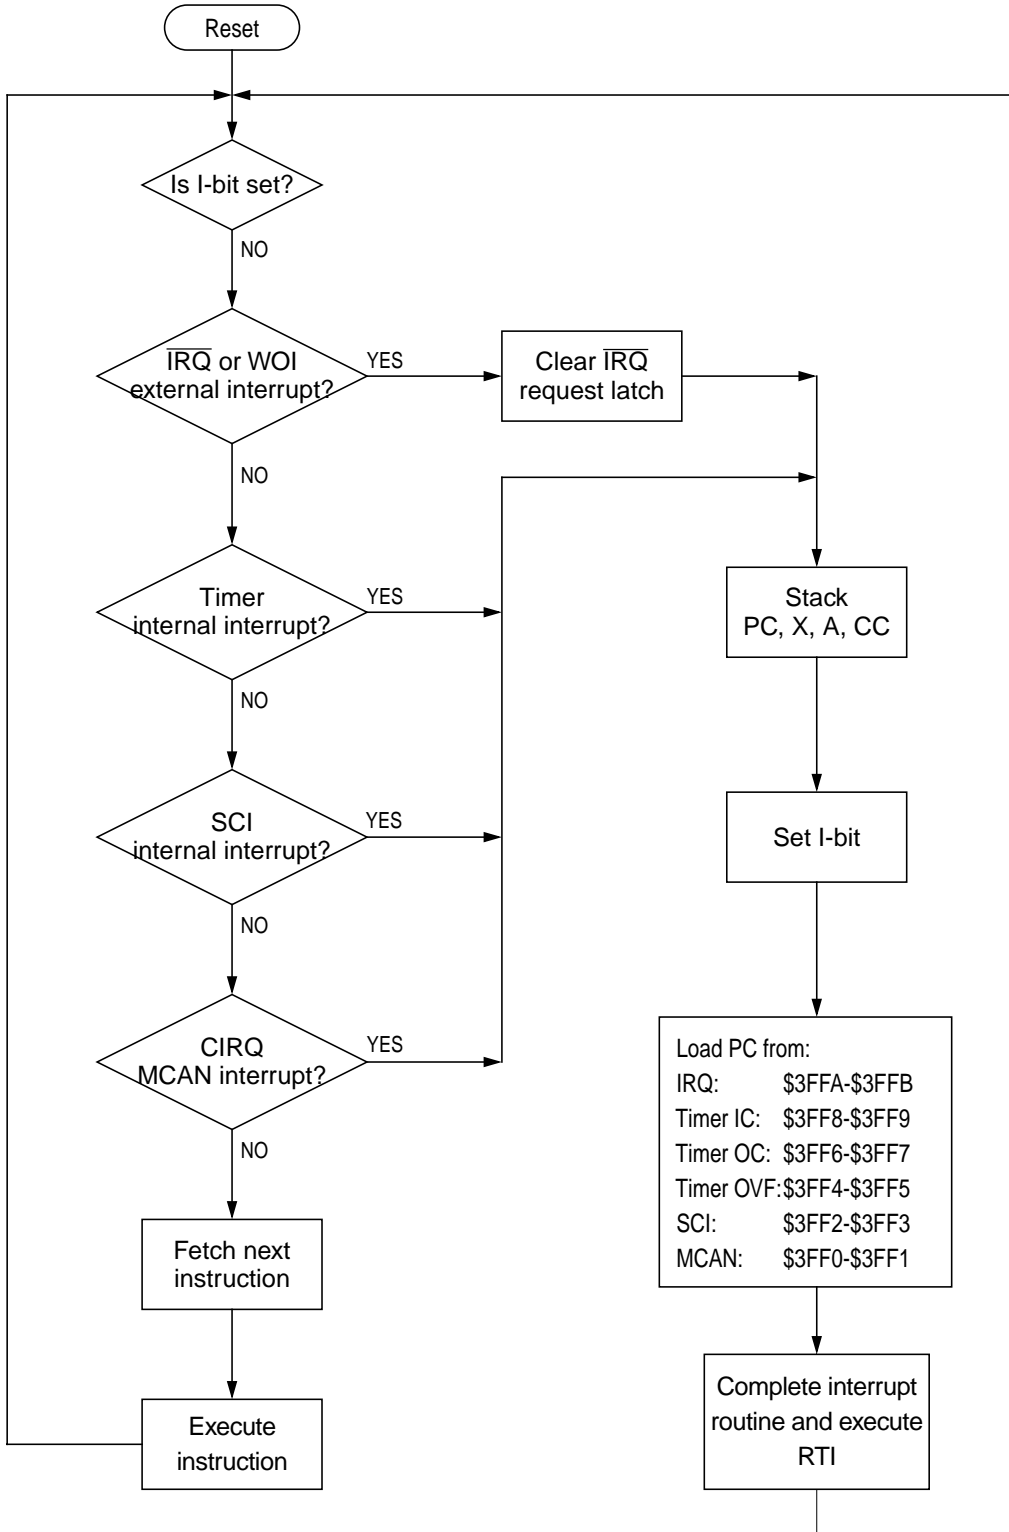 Reset
Is I-bit set?
NO
IRQ or WOI
external interrupt?
YES
Clear IRQ
request latch
NO
Timer
internal interrupt?
YES
Stack
PC, X, A, CC
NO
SCI
internal interrupt?
YES
Set I-bit
NO
CIRQ
MCAN interrupt?
YES
Load PC from:
IRQ: $3FFA-$3FFB
Timer IC: $3FF8-$3FF9
Timer OC: $3FF6-$3FF7
Timer OVF:$3FF4-$3FF5
SCI: $3FF2-$3FF3
MCAN: $3FF0-$3FF1
NO
Fetch next
instruction
Complete interrupt
routine and execute
RTI
Execute
instruction